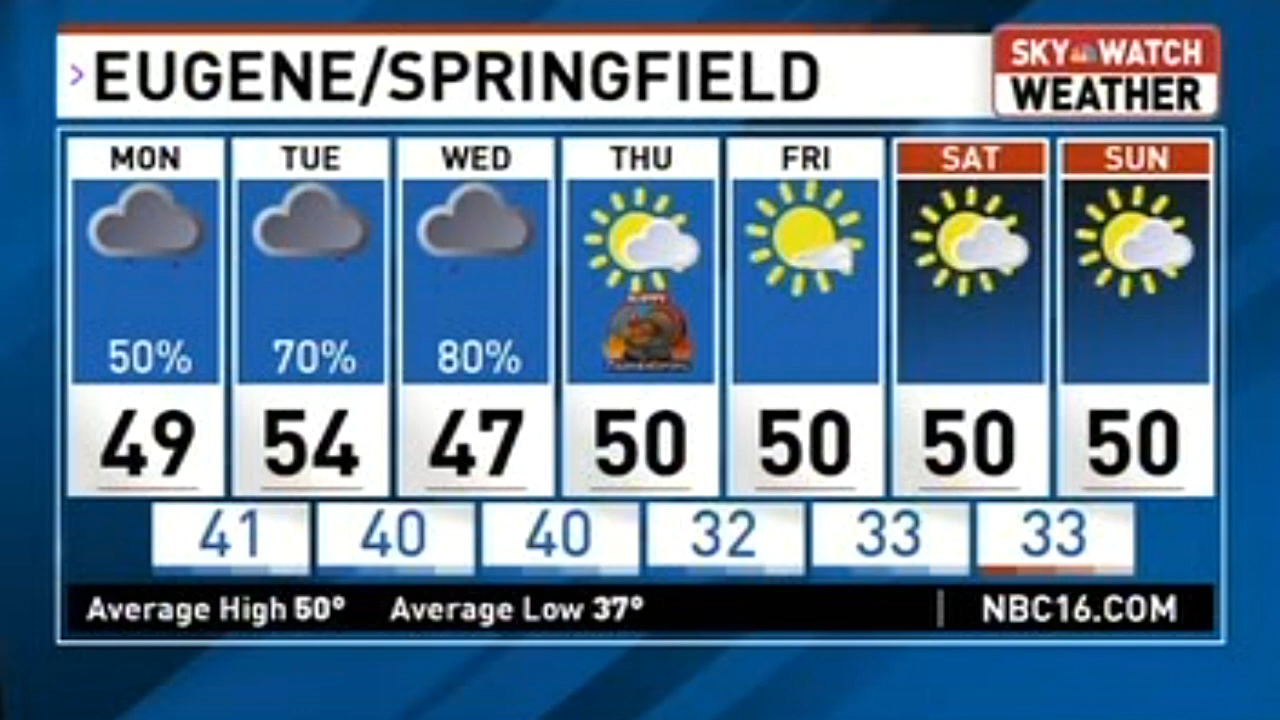 > EUGENE/SPRINGFIELD
SKY WATCH
WEATHER
MON TUE WED THU FRI SAT SUN
50% 70% 80%
49 54 47 50 50 50 50
41 40 40 32 33 33
Average High 50° Average Low 37° | NBC16.COM